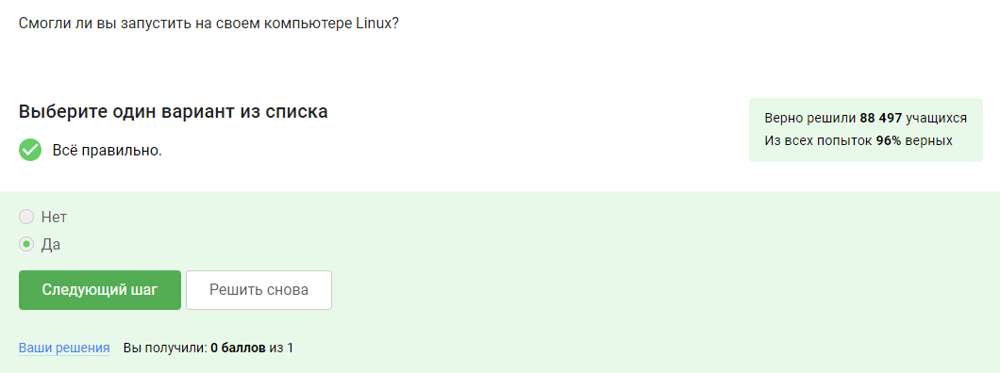 Смогли ли вы запустить на своем компьютере Linux?
Выберите один вариант из списка
Верно решили 88 497 учащихся
Из всех попыток 96% верных
Всё правильно.
Нет
Да
Следующий шаг
Решить снова
Ваши решения
Вы получили: 0 баллов из 1